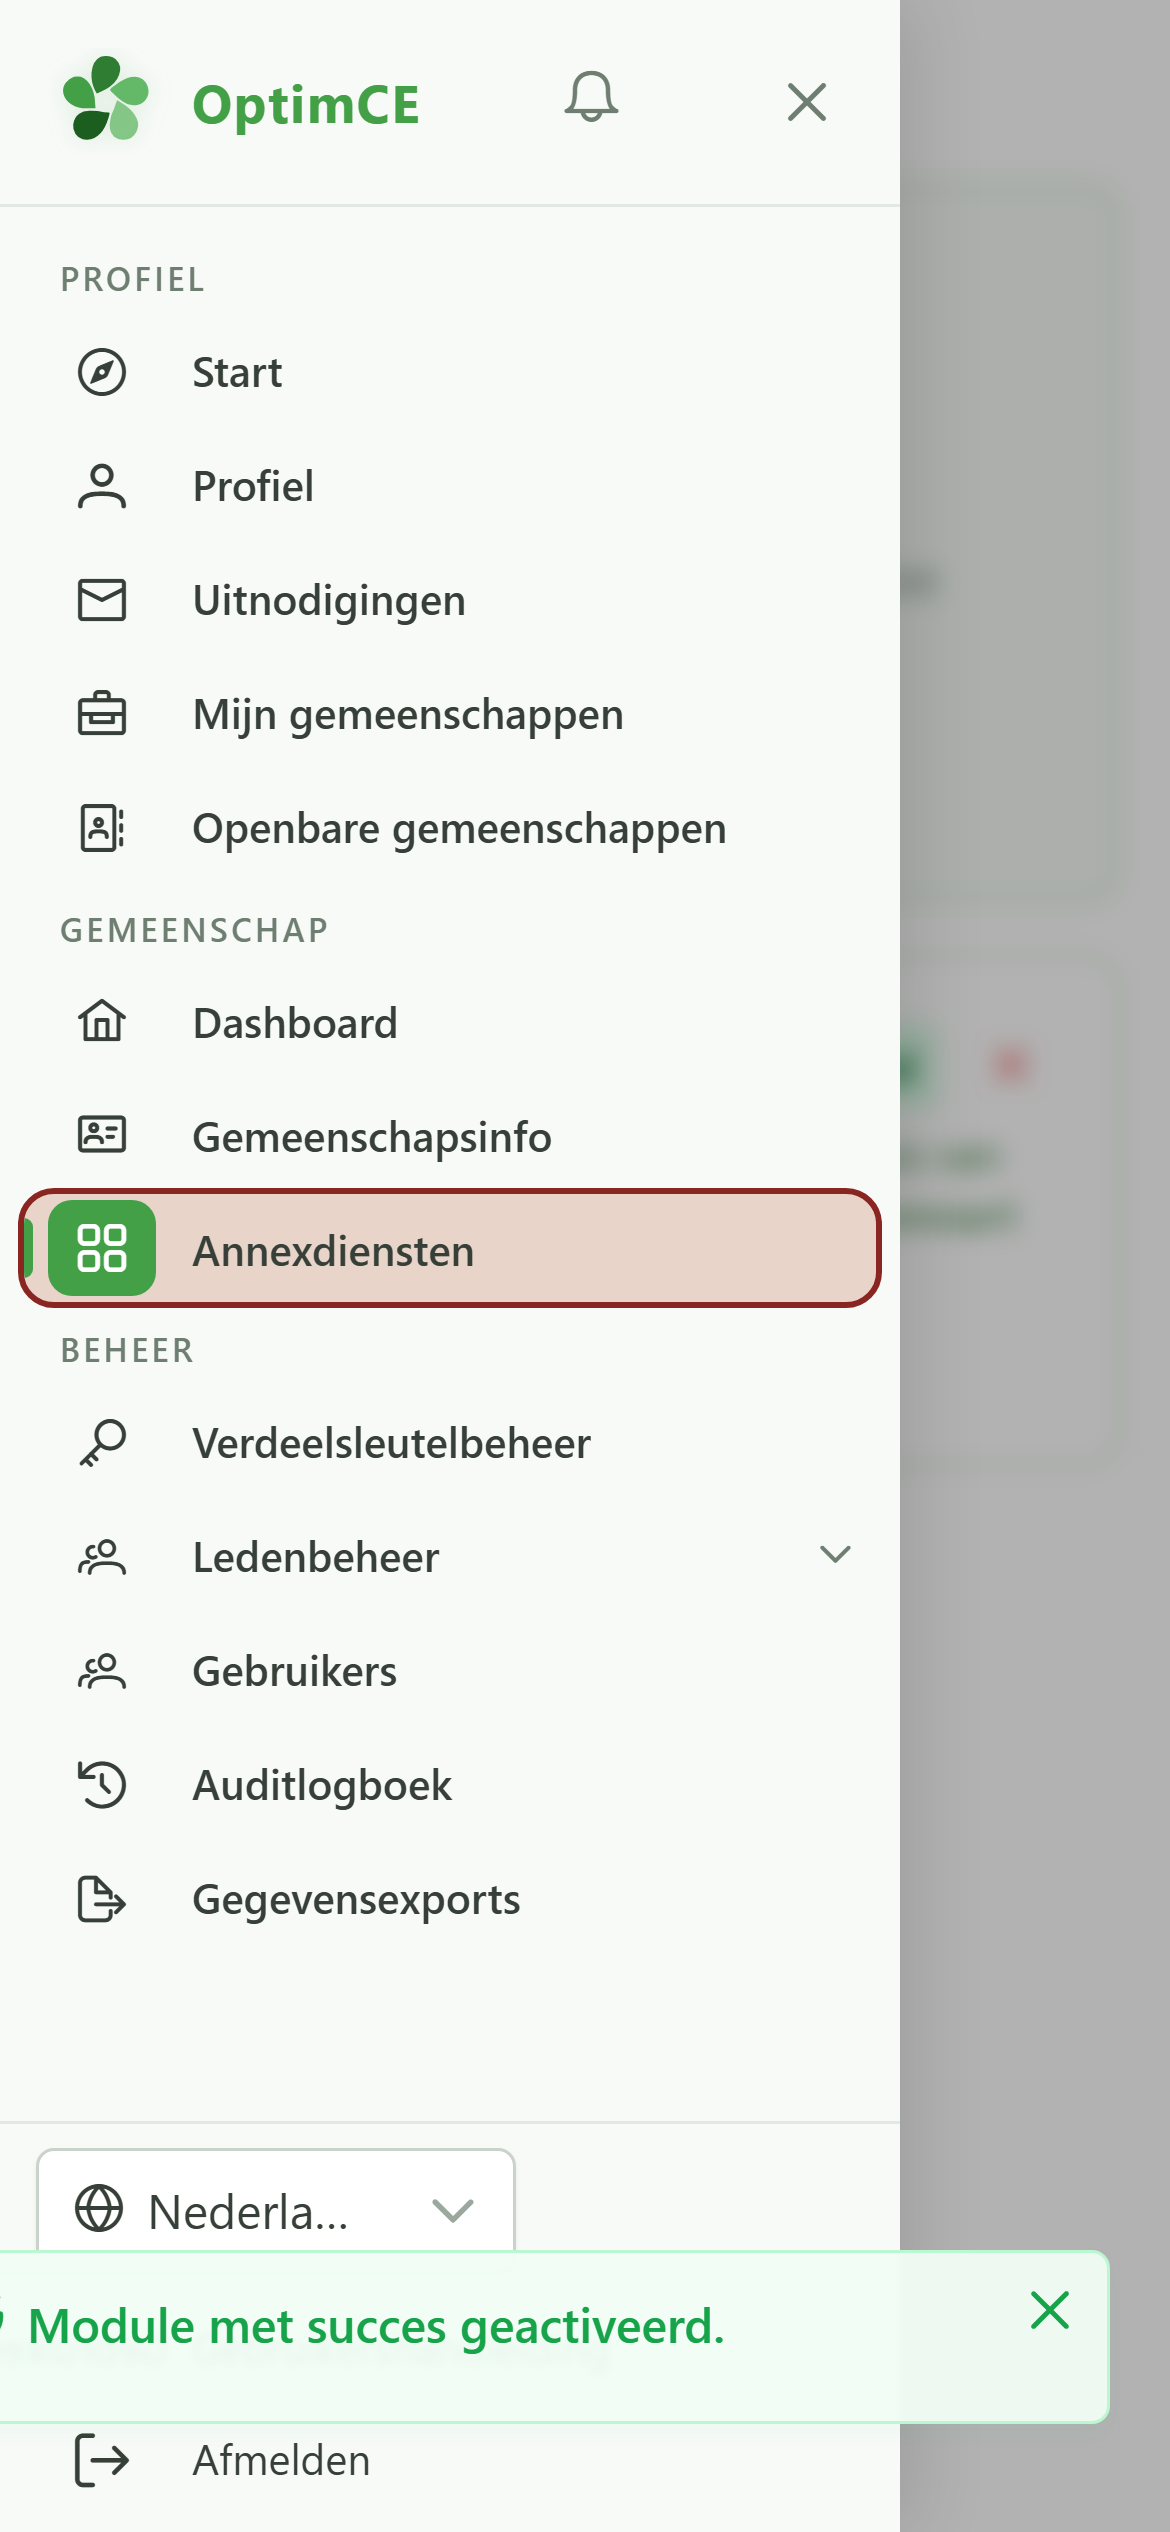 OptimCE
PROFIEL
Start
Profiel
Uitnodigingen
Mijn gemeenschappen
Openbare gemeenschappen
GEMEENSCHAP
Dashboard
Gemeenschapsinfo
Annexdiensten
BEHEER
Verdeelsleutelbeheer
Ledenbeheer
Gebruikers
Auditlogboek
Gegevensexports
Nederla...
Module met succes geactiveerd.
Afmelden